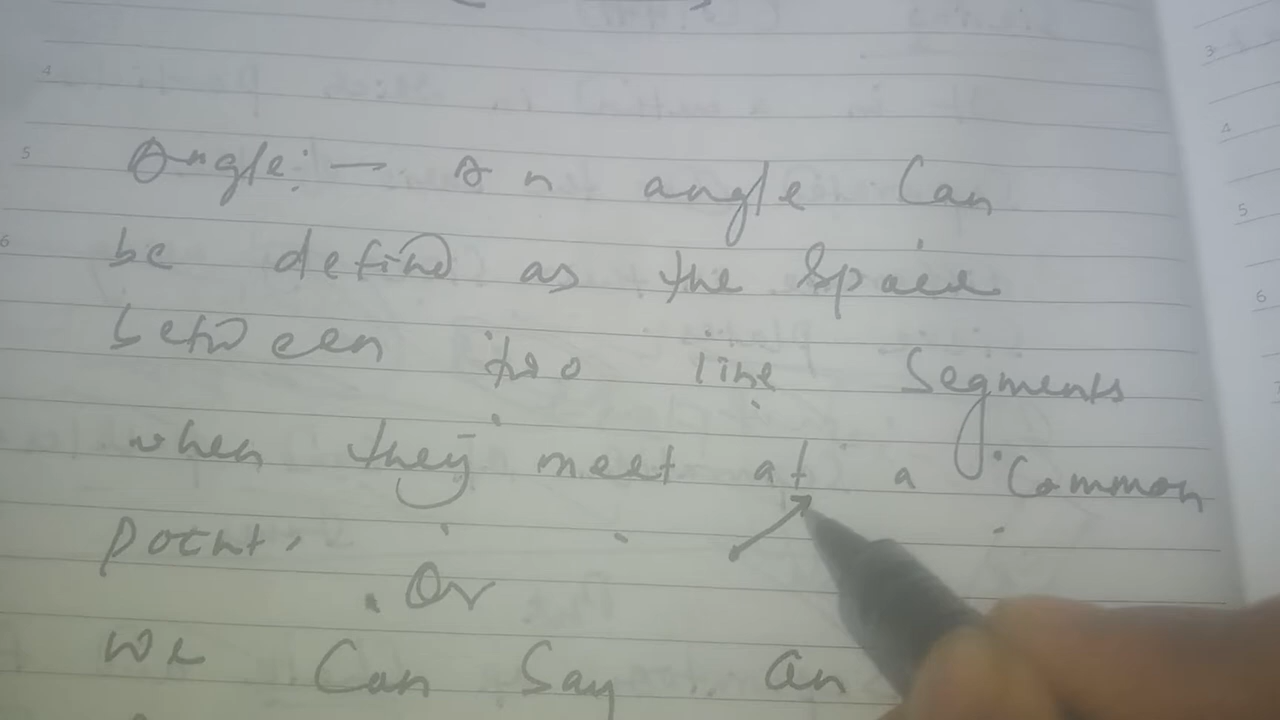 Angle:— An angle Can
be defind as the space
between two line Segments
when they meet at a Common
point,
Or
we Can Say an